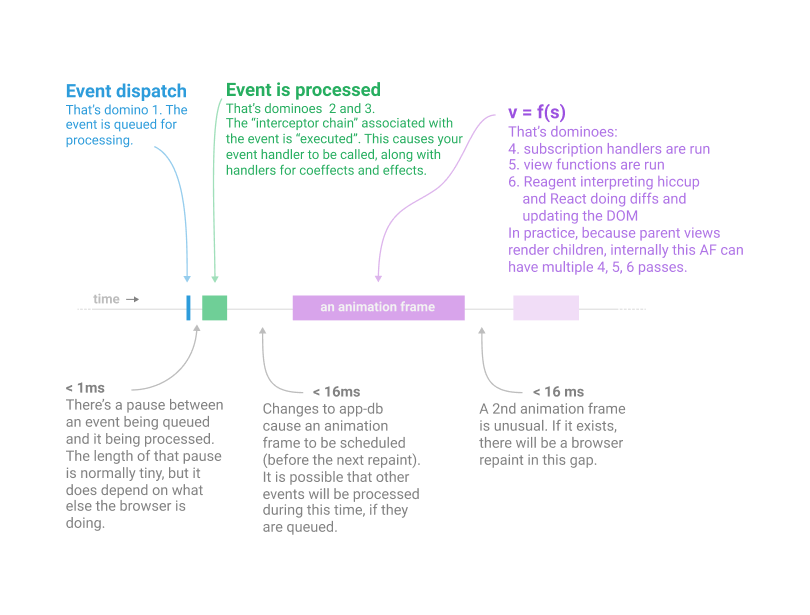 Event dispatch
That's domino 1. The
event is queued for
processing.
Event is processed
That's dominoes  2 and 3.
The “interceptor chain” associated with
the event is “executed”. This causes your
event handler to be called, along with
handlers for coeffects and effects.
v = f(s)
That's dominoes:
4. subscription handlers are run
5. view functions are run
6. Reagent interpreting hiccup
and React doing diffs and
updating the DOM
In practice, because parent views
render children, internally this AF can
have multiple 4, 5, 6 passes.
time
an animation frame
< 1ms
There's a pause between
an event being queued
and it being processed.
The length of that pause
is normally tiny, but it
does depend on what
else the browser is
doing.
< 16ms
Changes to app-db
cause an animation
frame to be scheduled
(before the next repaint).
It is possible that other
events will be processed
during this time, if they
are queued.
< 16 ms
A 2nd animation frame
is unusual. If it exists,
there will be a browser
repaint in this gap.